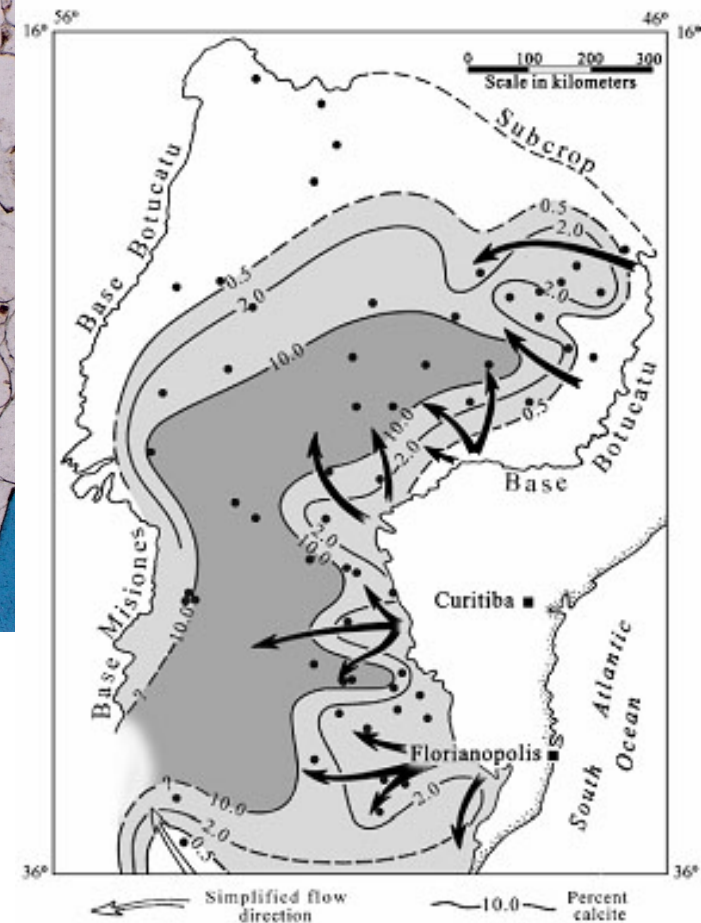 16° 56° 46° 16°
0 100 200 300
Scale in kilometers
Subcrop
Base Botucatu
0.5
2.0
0.5
2.0
2.0
10.0
10.0
2.0
0.5
Base Botucatu
2.0
10.0
Base Misiones
10.0
?
Curitiba
South Atlantic Ocean
Florianopolis
?
10.0
2.0
2.0
0.5
36° 36°
Simplified flow direction
10.0 Percent calcite